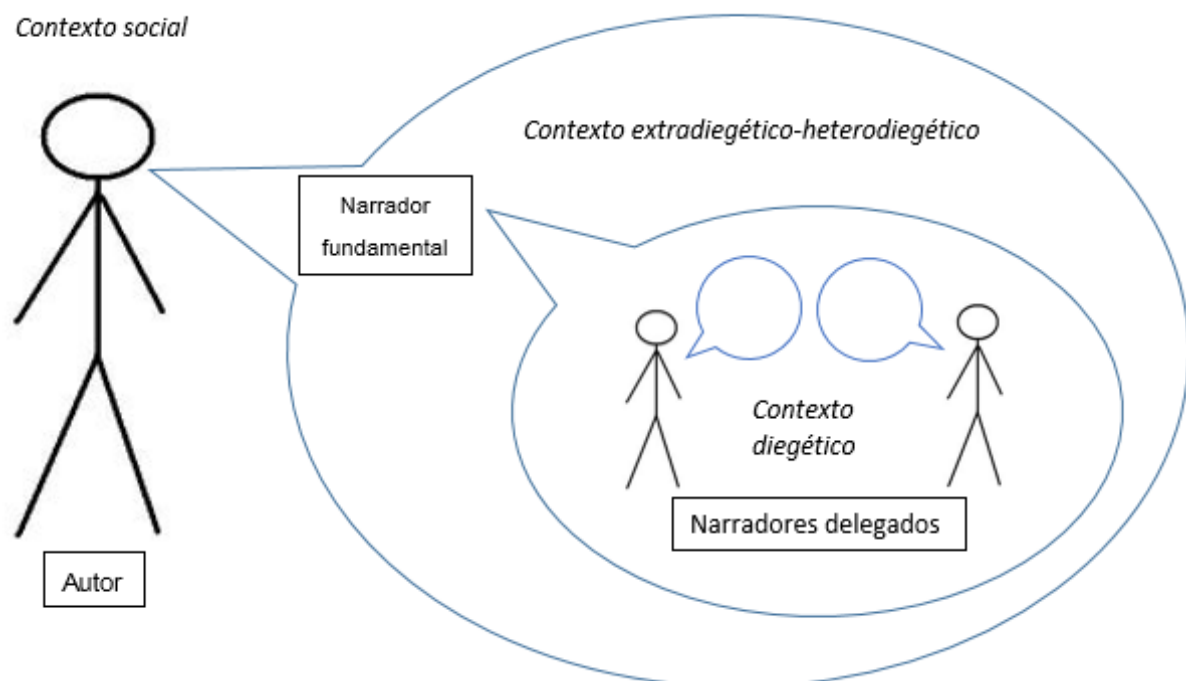 Contexto social
Contexto extradiegético-heterodiegético
Narrador
fundamental
Contexto
diegético
Narradores delegados
Autor